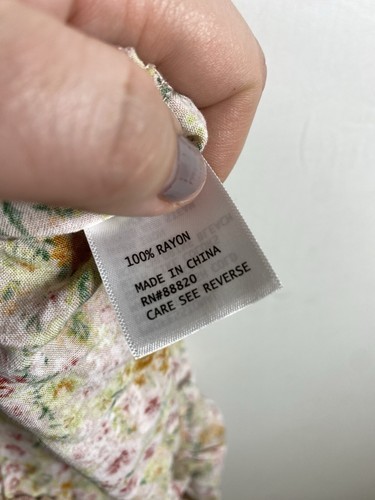 100% RAYON
MADE IN CHINA
RN#88820
CARE SEE REVERSE